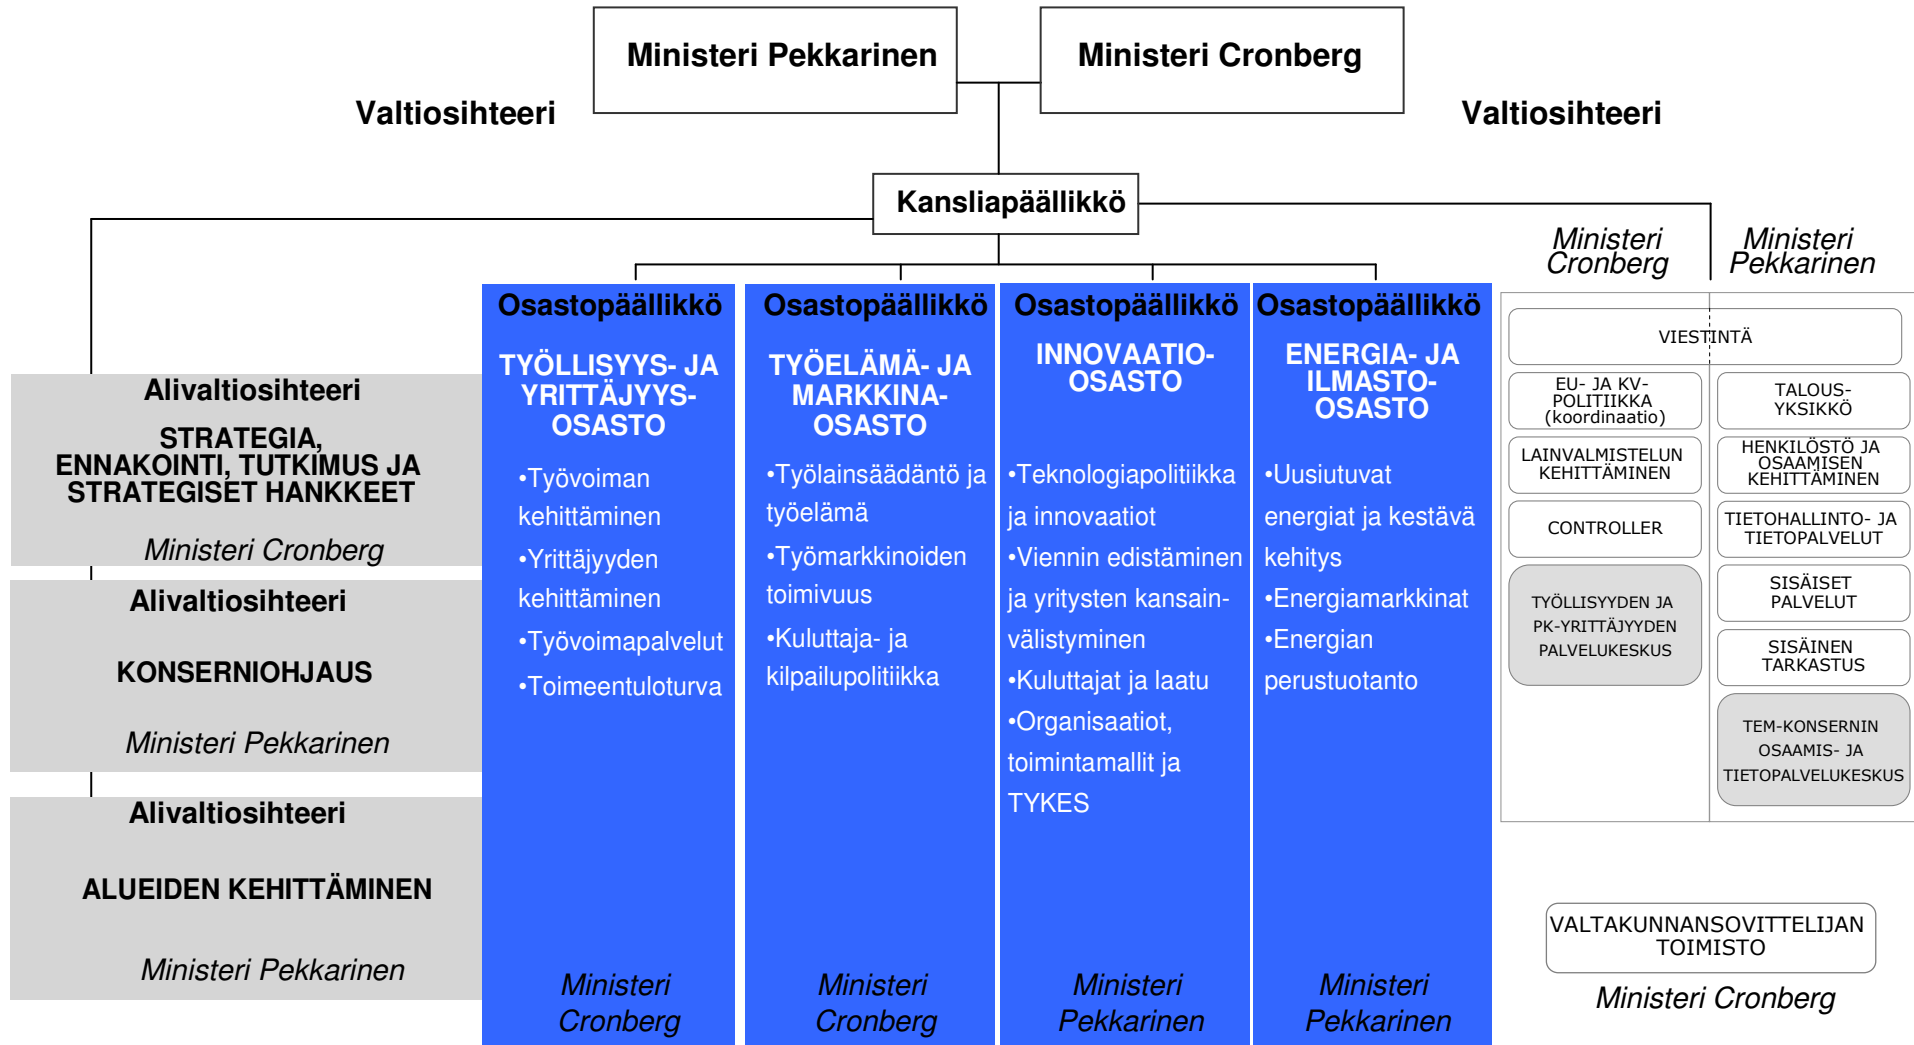 Ministeri Pekkarinen
Ministeri Cronberg
Valtiosihteeri
Valtiosihteeri
Kansliapäällikkö
Alivaltiosihteeri
STRATEGIA,
ENNAKOINTI, TUTKIMUS JA
STRATEGISET HANKKEET
Ministeri Cronberg
Alivaltiosihteeri
KONSERNIOHJAUS
Ministeri Pekkarinen
Alivaltiosihteeri
ALUEIDEN KEHITTÄMINEN
Ministeri Pekkarinen
Osastopäällikkö
TYÖLLISYYS- JA
YRITTÄJYYS-
OSASTO
•Työvoiman
kehittäminen
•Yrittäjyyden
kehittäminen
•Työvoimapalvelut
•Toimeentuloturva
Ministeri
Cronberg
Osastopäällikkö
TYÖELÄMÄ- JA
MARKKINA-
OSASTO
•Työlainsäädäntö ja
työelämä
•Työmarkkinoiden
toimivuus
•Kuluttaja- ja
kilpailupolitiikka
Ministeri
Cronberg
Osastopäällikkö
INNOVAATIO-
OSASTO
•Teknologiapolitiikka
ja innovaatiot
•Viennin edistäminen
ja yritysten kansain-
välistyminen
•Kuluttajat ja laatu
•Organisaatiot,
toimintamallit ja
TYKES
Ministeri
Pekkarinen
Osastopäällikkö
ENERGIA- JA
ILMASTO-
OSASTO
•Uusiutuvat
energiat ja kestävä
kehitys
•Energiamarkkinat
•Energian
perustuotanto
Ministeri
Pekkarinen
Ministeri
Cronberg
Ministeri
Pekkarinen
VIESTINTÄ
EU- JA KV-
POLITIIKKA
(koordinaatio)
LAINVALMISTELUN
KEHITTÄMINEN
CONTROLLER
TYÖLLISYYDEN JA
PK-YRITTÄJYYDEN
PALVELUKESKUS
TALOUS-
YKSIKKÖ
HENKILÖSTÖ JA
OSAAMISEN
KEHITTÄMINEN
TIETOHALLINTO- JA
TIETOPALVELUT
SISÄISET
PALVELUT
SISÄINEN
TARKASTUS
TEM-KONSERNIN
OSAAMIS- JA
TIETOPALVELUKESKUS
VALTAKUNNANSOVITTELIJAN
TOIMISTO
Ministeri Cronberg